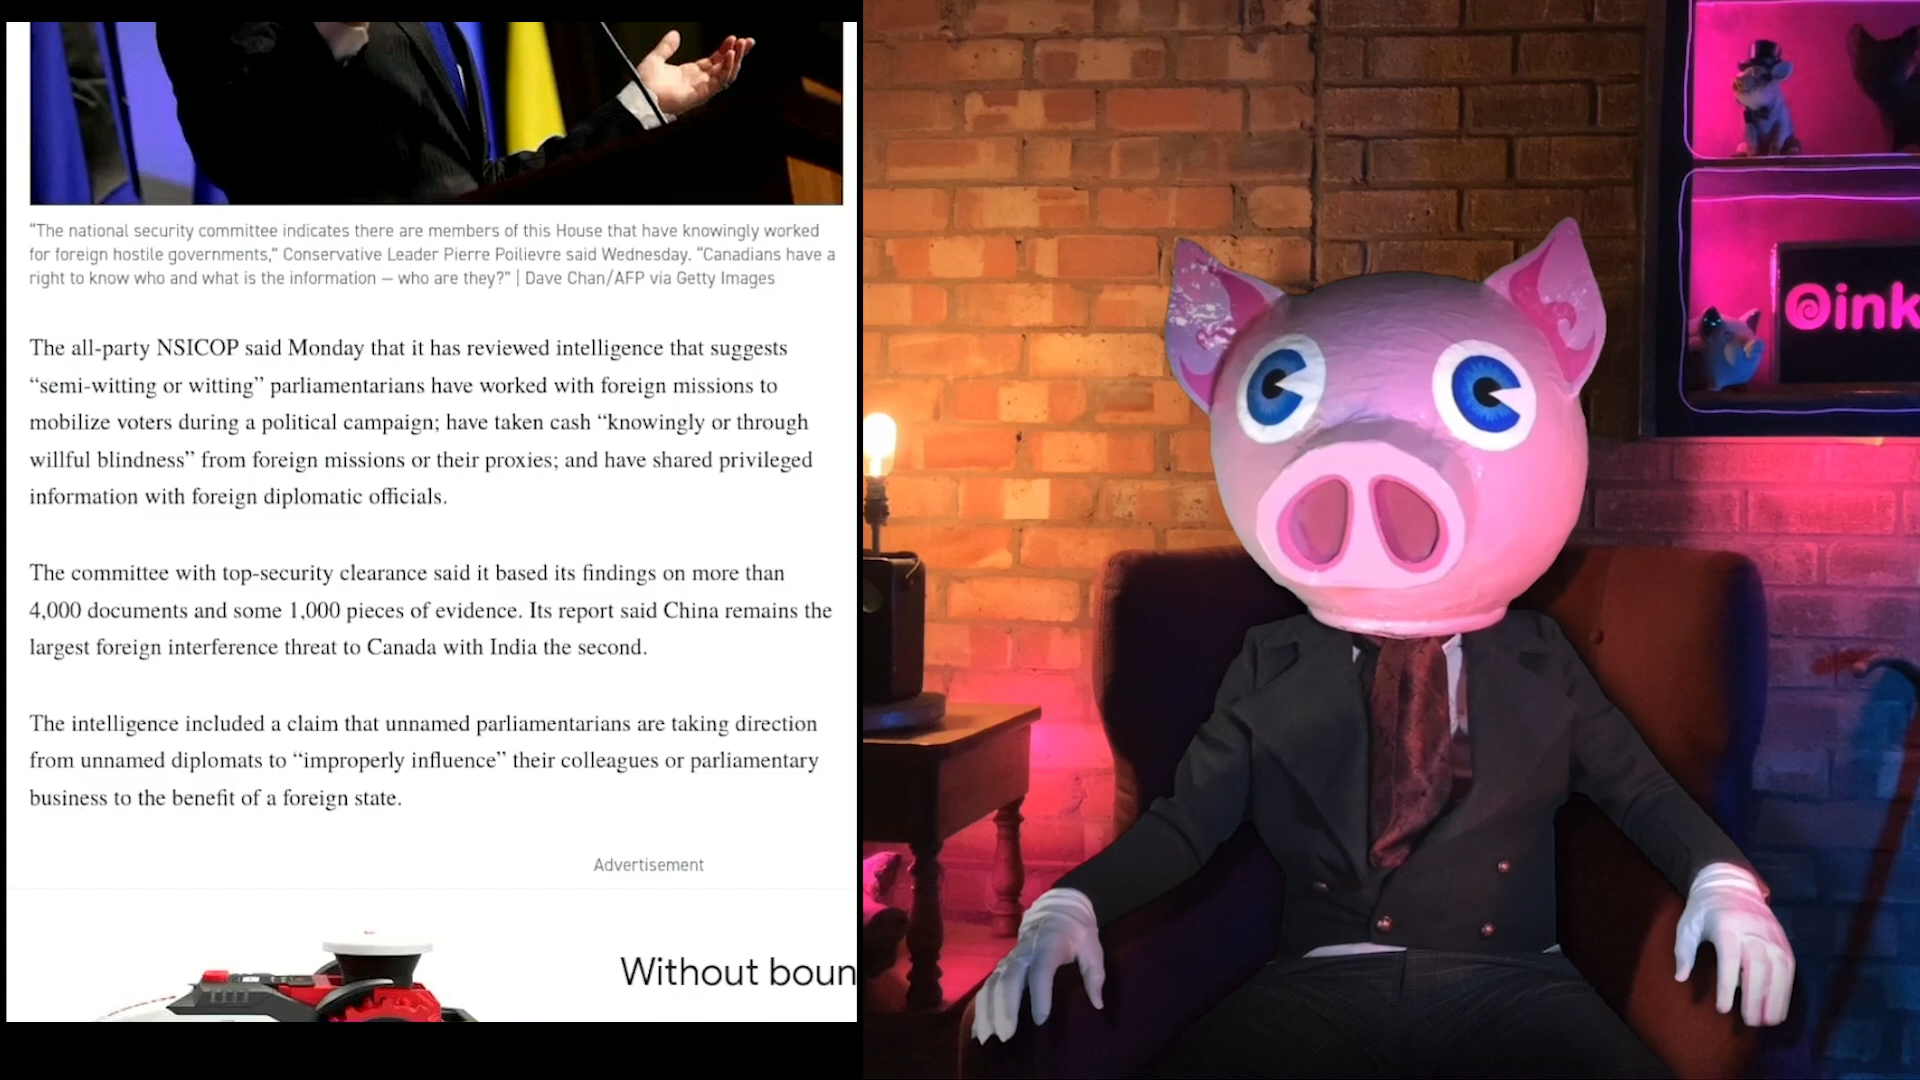 “The national security committee indicates there are members of this House that have knowingly worked
for foreign hostile governments,” Conservative Leader Pierre Poilievre said Wednesday. “Canadians have a
right to know who and what is the information — who are they?” | Dave Chan/AFP via Getty Images
The all-party NSICOP said Monday that it has reviewed intelligence that suggests
“semi-witting or witting” parliamentarians have worked with foreign missions to
mobilize voters during a political campaign; have taken cash “knowingly or through
willful blindness” from foreign missions or their proxies; and have shared privileged
information with foreign diplomatic officials.
The committee with top-security clearance said it based its findings on more than
4,000 documents and some 1,000 pieces of evidence. Its report said China remains the
largest foreign interference threat to Canada with India the second.
The intelligence included a claim that unnamed parliamentarians are taking direction
from unnamed diplomats to “improperly influence” their colleagues or parliamentary
business to the benefit of a foreign state.
Advertisement
Without boun
Oink